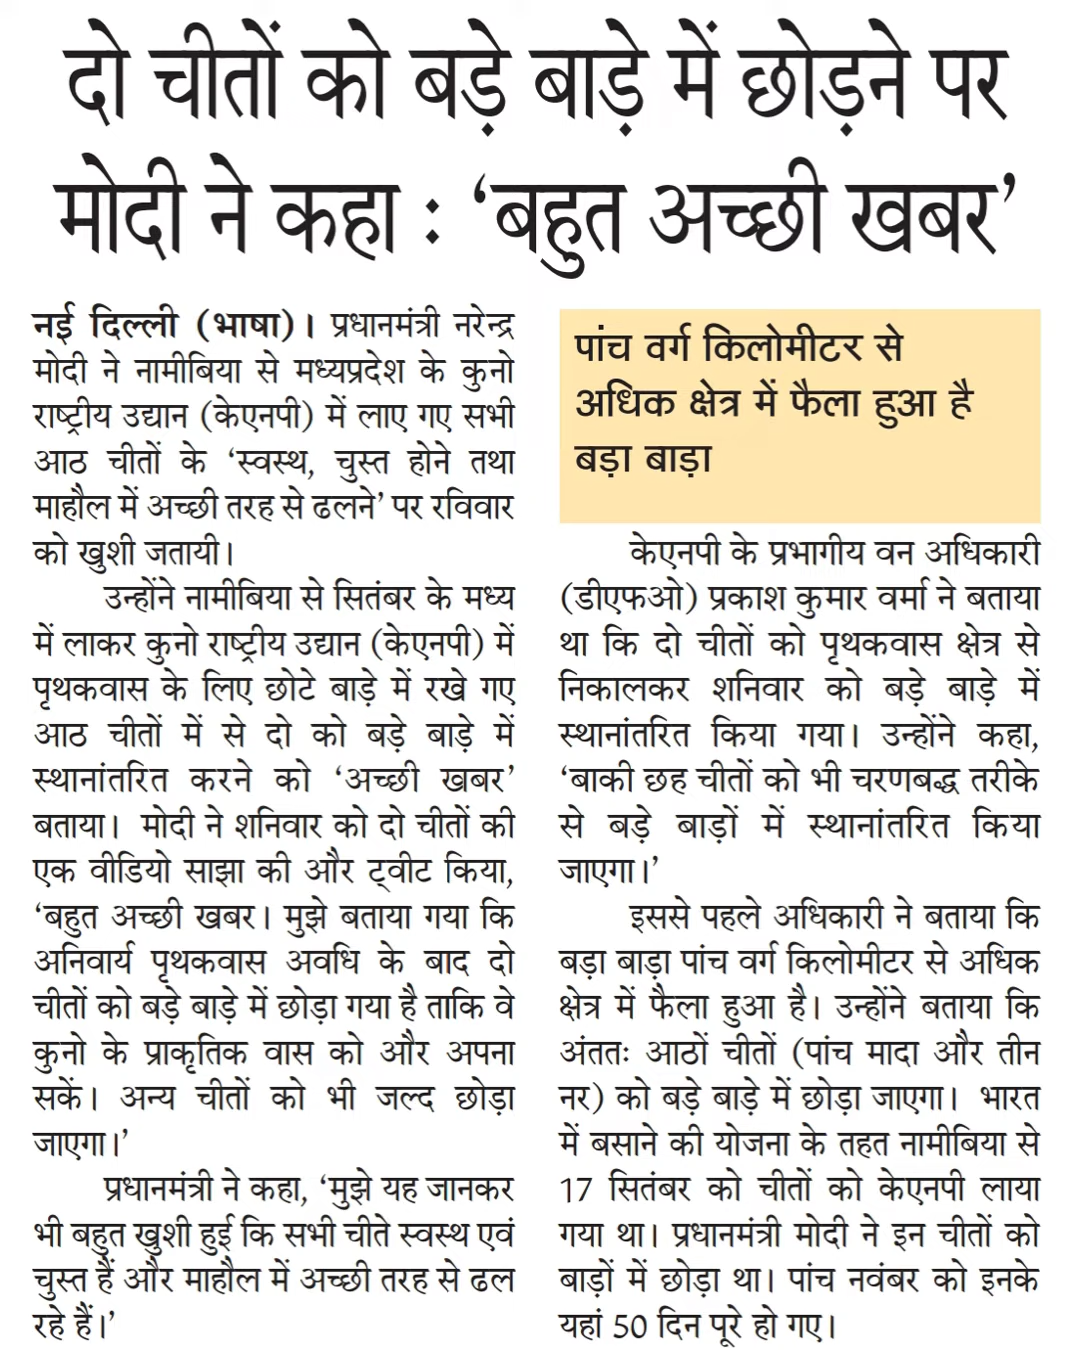 दो चीतों को बड़े बाड़े में छोड़ने पर
मोदी ने कहा : ‘बहुत अच्छी खबर’
नई दिल्ली (भाषा)। प्रधानमंत्री नरेन्द्र
मोदी ने नामीबिया से मध्यप्रदेश के कुनो
राष्ट्रीय उद्यान (केएनपी) में लाए गए सभी
आठ चीतों के ‘स्वस्थ, चुस्त होने तथा
माहौल में अच्छी तरह से ढलने’ पर रविवार
को खुशी जतायी।
उन्होंने नामीबिया से सितंबर के मध्य
में लाकर कुनो राष्ट्रीय उद्यान (केएनपी) में
पृथकवास के लिए छोटे बाड़े में रखे गए
आठ चीतों में से दो को बड़े बाड़े में
स्थानांतरित करने को ‘अच्छी खबर’
बताया। मोदी ने शनिवार को दो चीतों की
एक वीडियो साझा की और ट्वीट किया,
‘बहुत अच्छी खबर। मुझे बताया गया कि
अनिवार्य पृथकवास अवधि के बाद दो
चीतों को बड़े बाड़े में छोड़ा गया है ताकि वे
कुनो के प्राकृतिक वास को और अपना
सकें। अन्य चीतों को भी जल्द छोड़ा
जाएगा।’
प्रधानमंत्री ने कहा, ‘मुझे यह जानकर
भी बहुत खुशी हुई कि सभी चीते स्वस्थ एवं
चुस्त हैं और माहौल में अच्छी तरह से ढल
रहे हैं।’
पांच वर्ग किलोमीटर से
अधिक क्षेत्र में फैला हुआ है
बड़ा बाड़ा
केएनपी के प्रभागीय वन अधिकारी
(डीएफओ) प्रकाश कुमार वर्मा ने बताया
था कि दो चीतों को पृथकवास क्षेत्र से
निकालकर शनिवार को बड़े बाड़े में
स्थानांतरित किया गया। उन्होंने कहा,
‘बाकी छह चीतों को भी चरणबद्ध तरीके
से बड़े बाड़ों में स्थानांतरित किया
जाएगा।’
इससे पहले अधिकारी ने बताया कि
बड़ा बाड़ा पांच वर्ग किलोमीटर से अधिक
क्षेत्र में फैला हुआ है। उन्होंने बताया कि
अंततः आठों चीतों (पांच मादा और तीन
नर) को बड़े बाड़े में छोड़ा जाएगा। भारत
में बसाने की योजना के तहत नामीबिया से
17 सितंबर को चीतों को केएनपी लाया
गया था। प्रधानमंत्री मोदी ने इन चीतों को
बाड़ों में छोड़ा था। पांच नवंबर को इनके
यहां 50 दिन पूरे हो गए।